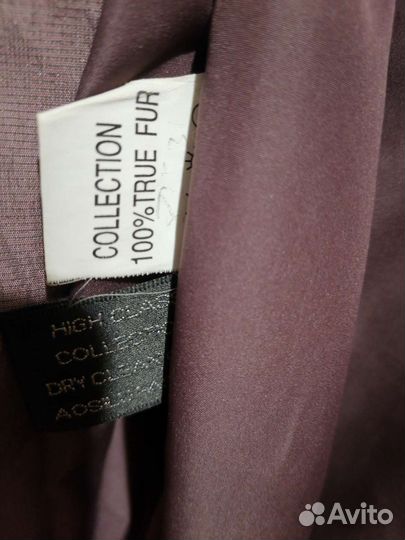 COLLECTION
100%TRUE FUR
HIGH CLAS
COLLECTIO
DRY CLEAN
Avito